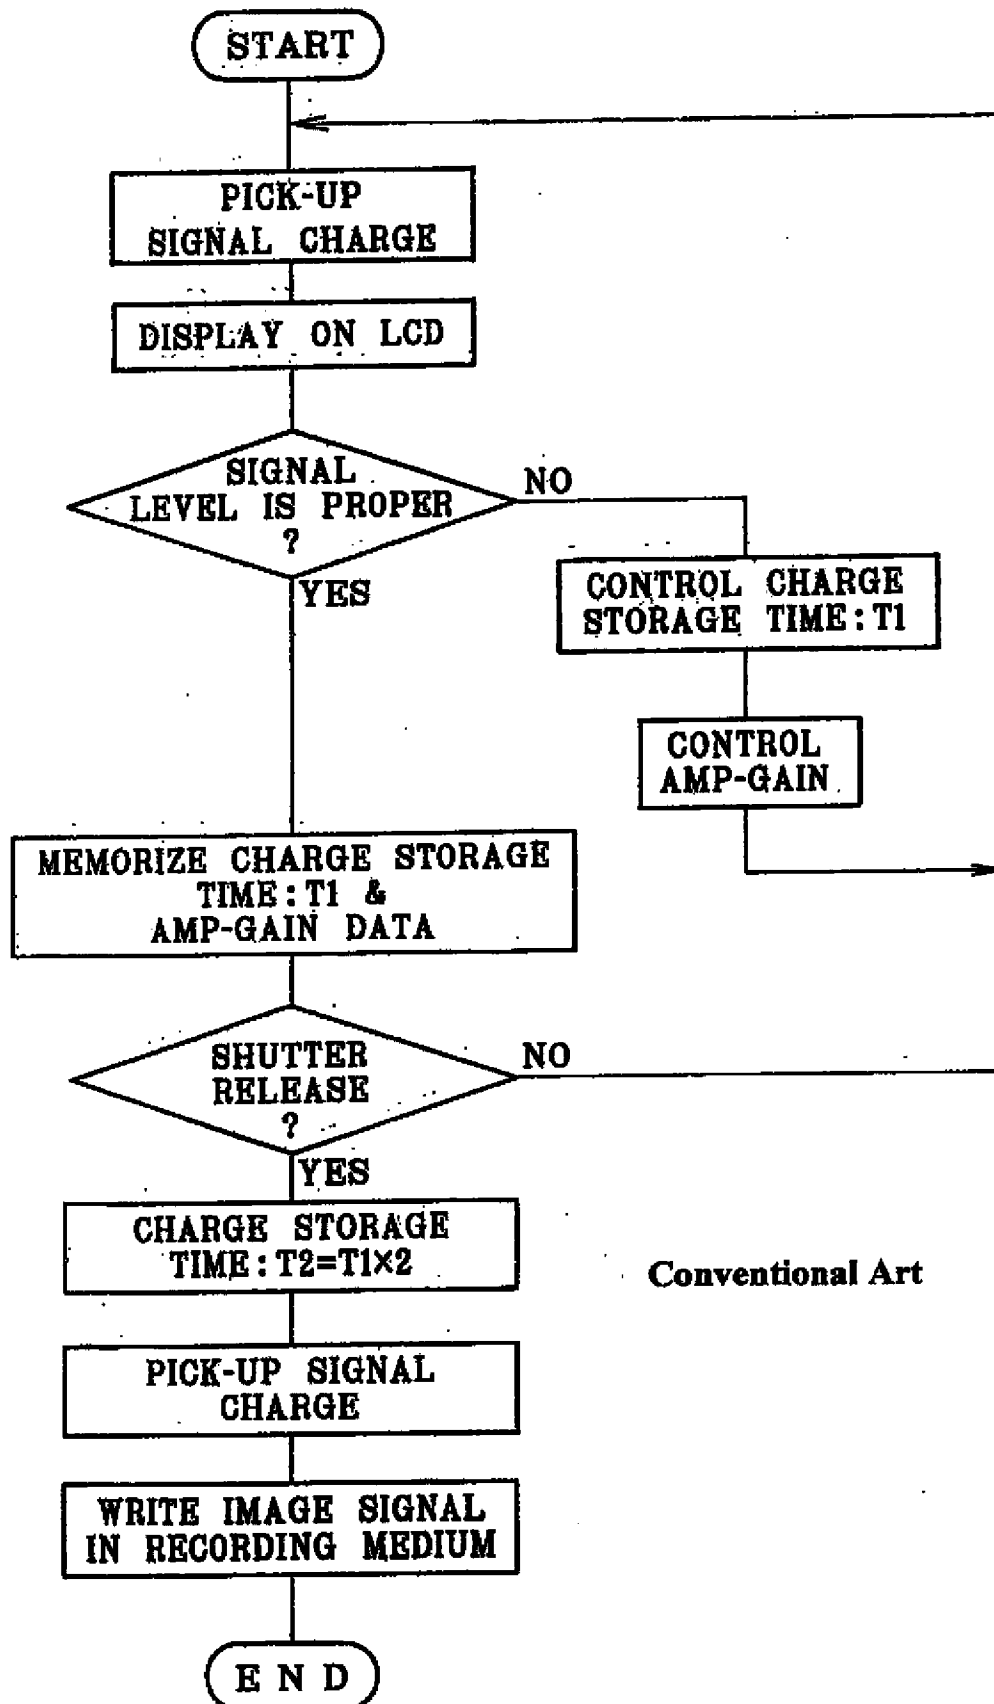 START
PICK-UP
SIGNAL CHARGE
DISPLAY ON LCD
SIGNAL
LEVEL IS PROPER
?
NO
YES
CONTROL CHARGE
STORAGE TIME:T1
CONTROL
AMP-GAIN
MEMORIZE CHARGE STORAGE
TIME:T1 &
AMP-GAIN DATA
SHUTTER
RELEASE
?
NO
YES
CHARGE STORAGE
TIME:T2=T1×2
Conventional Art
PICK-UP SIGNAL
CHARGE
WRITE IMAGE SIGNAL
IN RECORDING MEDIUM
END